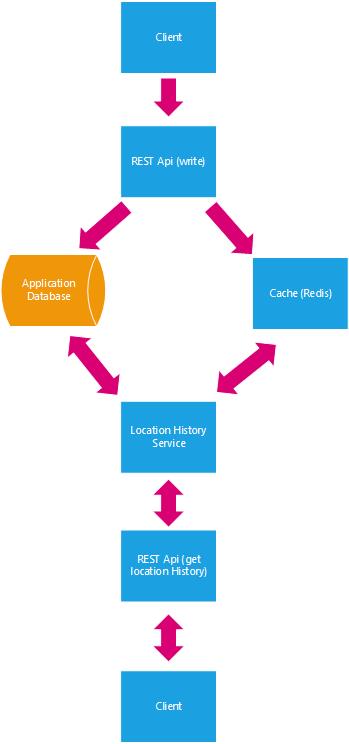 Client
REST Api (write)
Application
Database
Cache (Redis)
Location History
Service
REST Api (get
location History)
Client